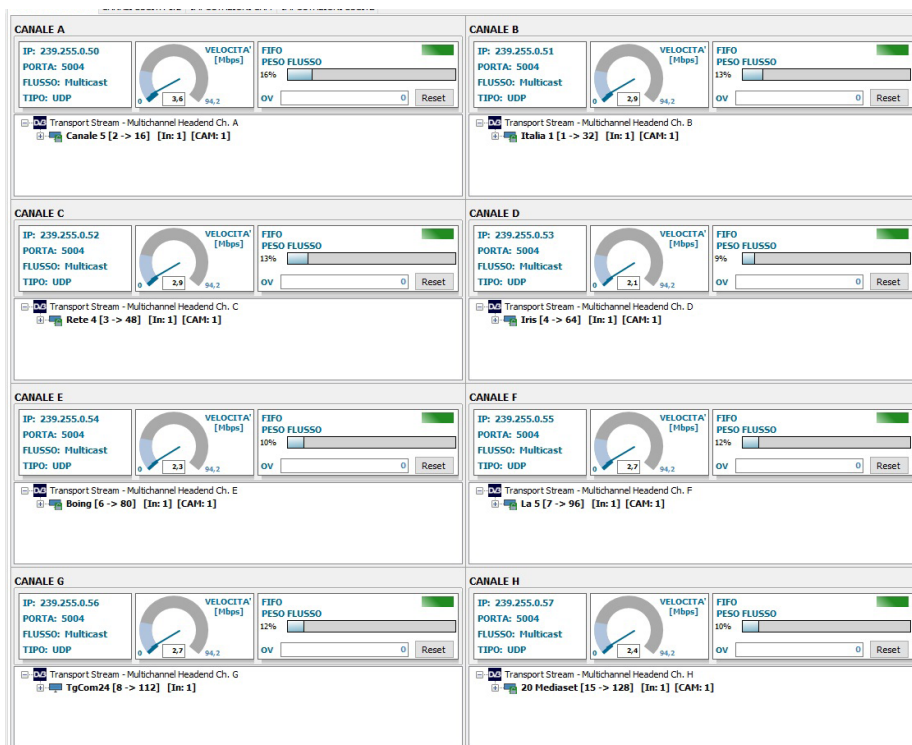 CANALE A
IP: 239.255.0.50
PORTA: 5004
FLUSSO: Multicast
TIPO: UDP
VELOCITA'
[Mbps]
0 3,6 94,2
FIFO
PESO FLUSSO
16%
OV 0 Reset
Transport Stream - Multichannel Headend Ch. A
Canale 5 [2 -> 16] [In: 1] [CAM: 1]
CANALE B
IP: 239.255.0.51
PORTA: 5004
FLUSSO: Multicast
TIPO: UDP
VELOCITA'
[Mbps]
0 2,9 94,2
FIFO
PESO FLUSSO
13%
OV 0 Reset
Transport Stream - Multichannel Headend Ch. B
Italia 1 [1 -> 32] [In: 1] [CAM: 1]
CANALE C
IP: 239.255.0.52
PORTA: 5004
FLUSSO: Multicast
TIPO: UDP
VELOCITA'
[Mbps]
0 2,9 94,2
FIFO
PESO FLUSSO
13%
OV 0 Reset
Transport Stream - Multichannel Headend Ch. C
Rete 4 [3 -> 48] [In: 1] [CAM: 1]
CANALE D
IP: 239.255.0.53
PORTA: 5004
FLUSSO: Multicast
TIPO: UDP
VELOCITA'
[Mbps]
0 2,1 94,2
FIFO
PESO FLUSSO
9%
OV 0 Reset
Transport Stream - Multichannel Headend Ch. D
Iris [4 -> 64] [In: 1] [CAM: 1]
CANALE E
IP: 239.255.0.54
PORTA: 5004
FLUSSO: Multicast
TIPO: UDP
VELOCITA'
[Mbps]
0 2,3 94,2
FIFO
PESO FLUSSO
10%
OV 0 Reset
Transport Stream - Multichannel Headend Ch. E
Boing [6 -> 80] [In: 1] [CAM: 1]
CANALE F
IP: 239.255.0.55
PORTA: 5004
FLUSSO: Multicast
TIPO: UDP
VELOCITA'
[Mbps]
0 2,7 94,2
FIFO
PESO FLUSSO
12%
OV 0 Reset
Transport Stream - Multichannel Headend Ch. F
La 5 [7 -> 96] [In: 1] [CAM: 1]
CANALE G
IP: 239.255.0.56
PORTA: 5004
FLUSSO: Multicast
TIPO: UDP
VELOCITA'
[Mbps]
0 2,7 94,2
FIFO
PESO FLUSSO
12%
OV 0 Reset
Transport Stream - Multichannel Headend Ch. G
TgCom24 [8 -> 112] [In: 1]
CANALE H
IP: 239.255.0.57
PORTA: 5004
FLUSSO: Multicast
TIPO: UDP
VELOCITA'
[Mbps]
0 2,4 94,2
FIFO
PESO FLUSSO
10%
OV 0 Reset
Transport Stream - Multichannel Headend Ch. H
20 Mediaset [15 -> 128] [In: 1] [CAM: 1]